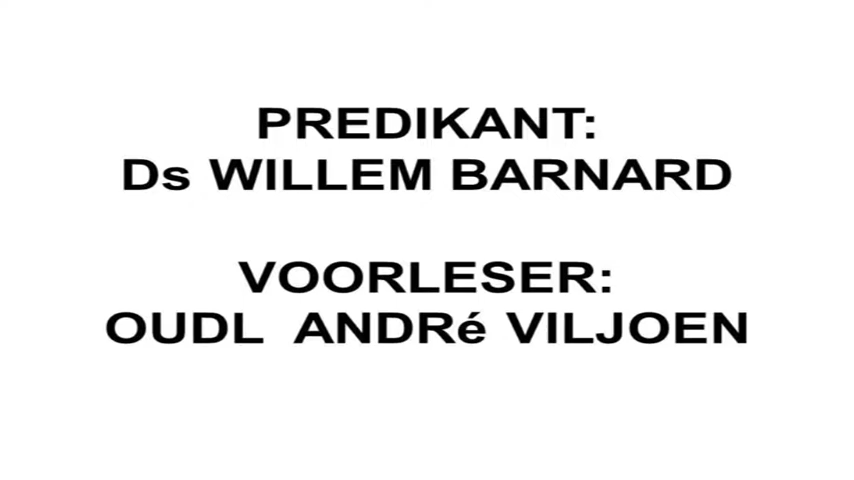 PREDIKANT:
Ds WILLEM BARNARD
VOORLESER:
OUDL ANDRé VILJOEN